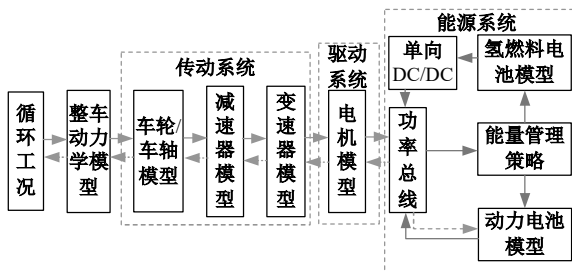 能源系统
驱动
系统
传动系统
单向
DC/DC
氢燃料电
池模型
循环工况
整车
动力
学模
型
车轮/
车轴
模型
减速器模型
变速器模型
电机模型
功率总线
能量管理
策略
动力电池
模型